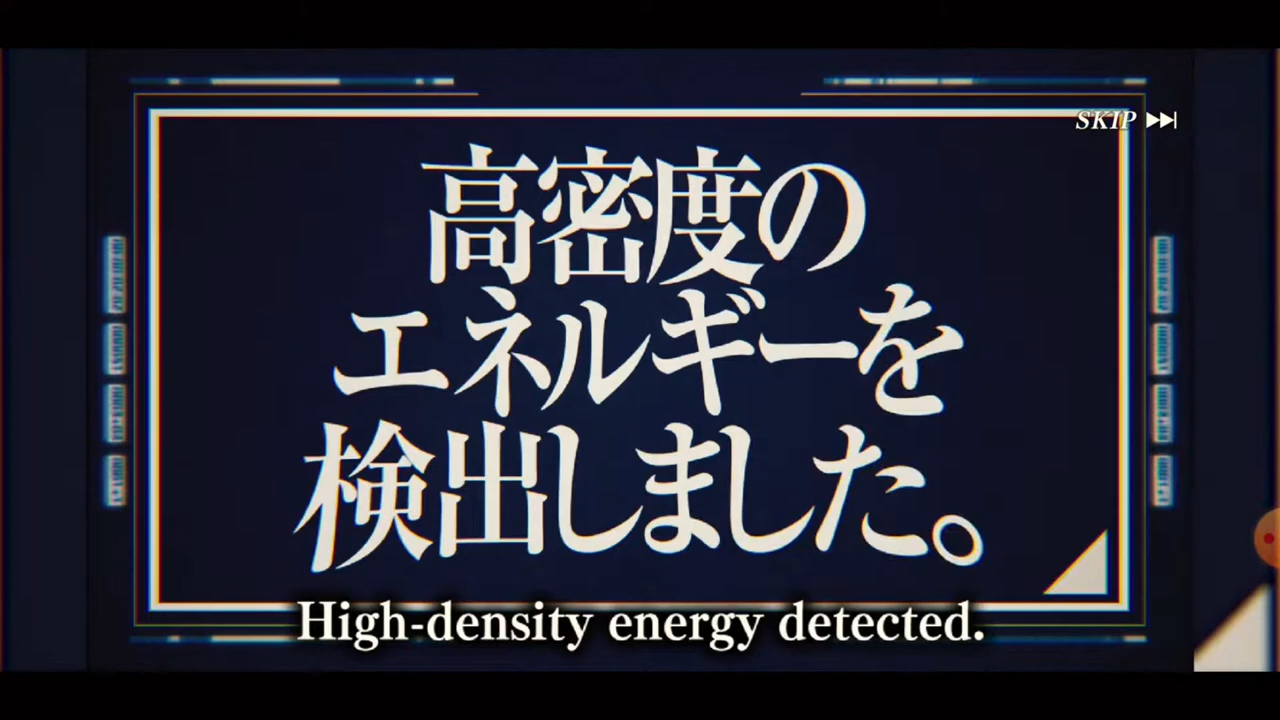 SKIP
高密度の
エネルギーを
検出しました。
High-density energy detected.